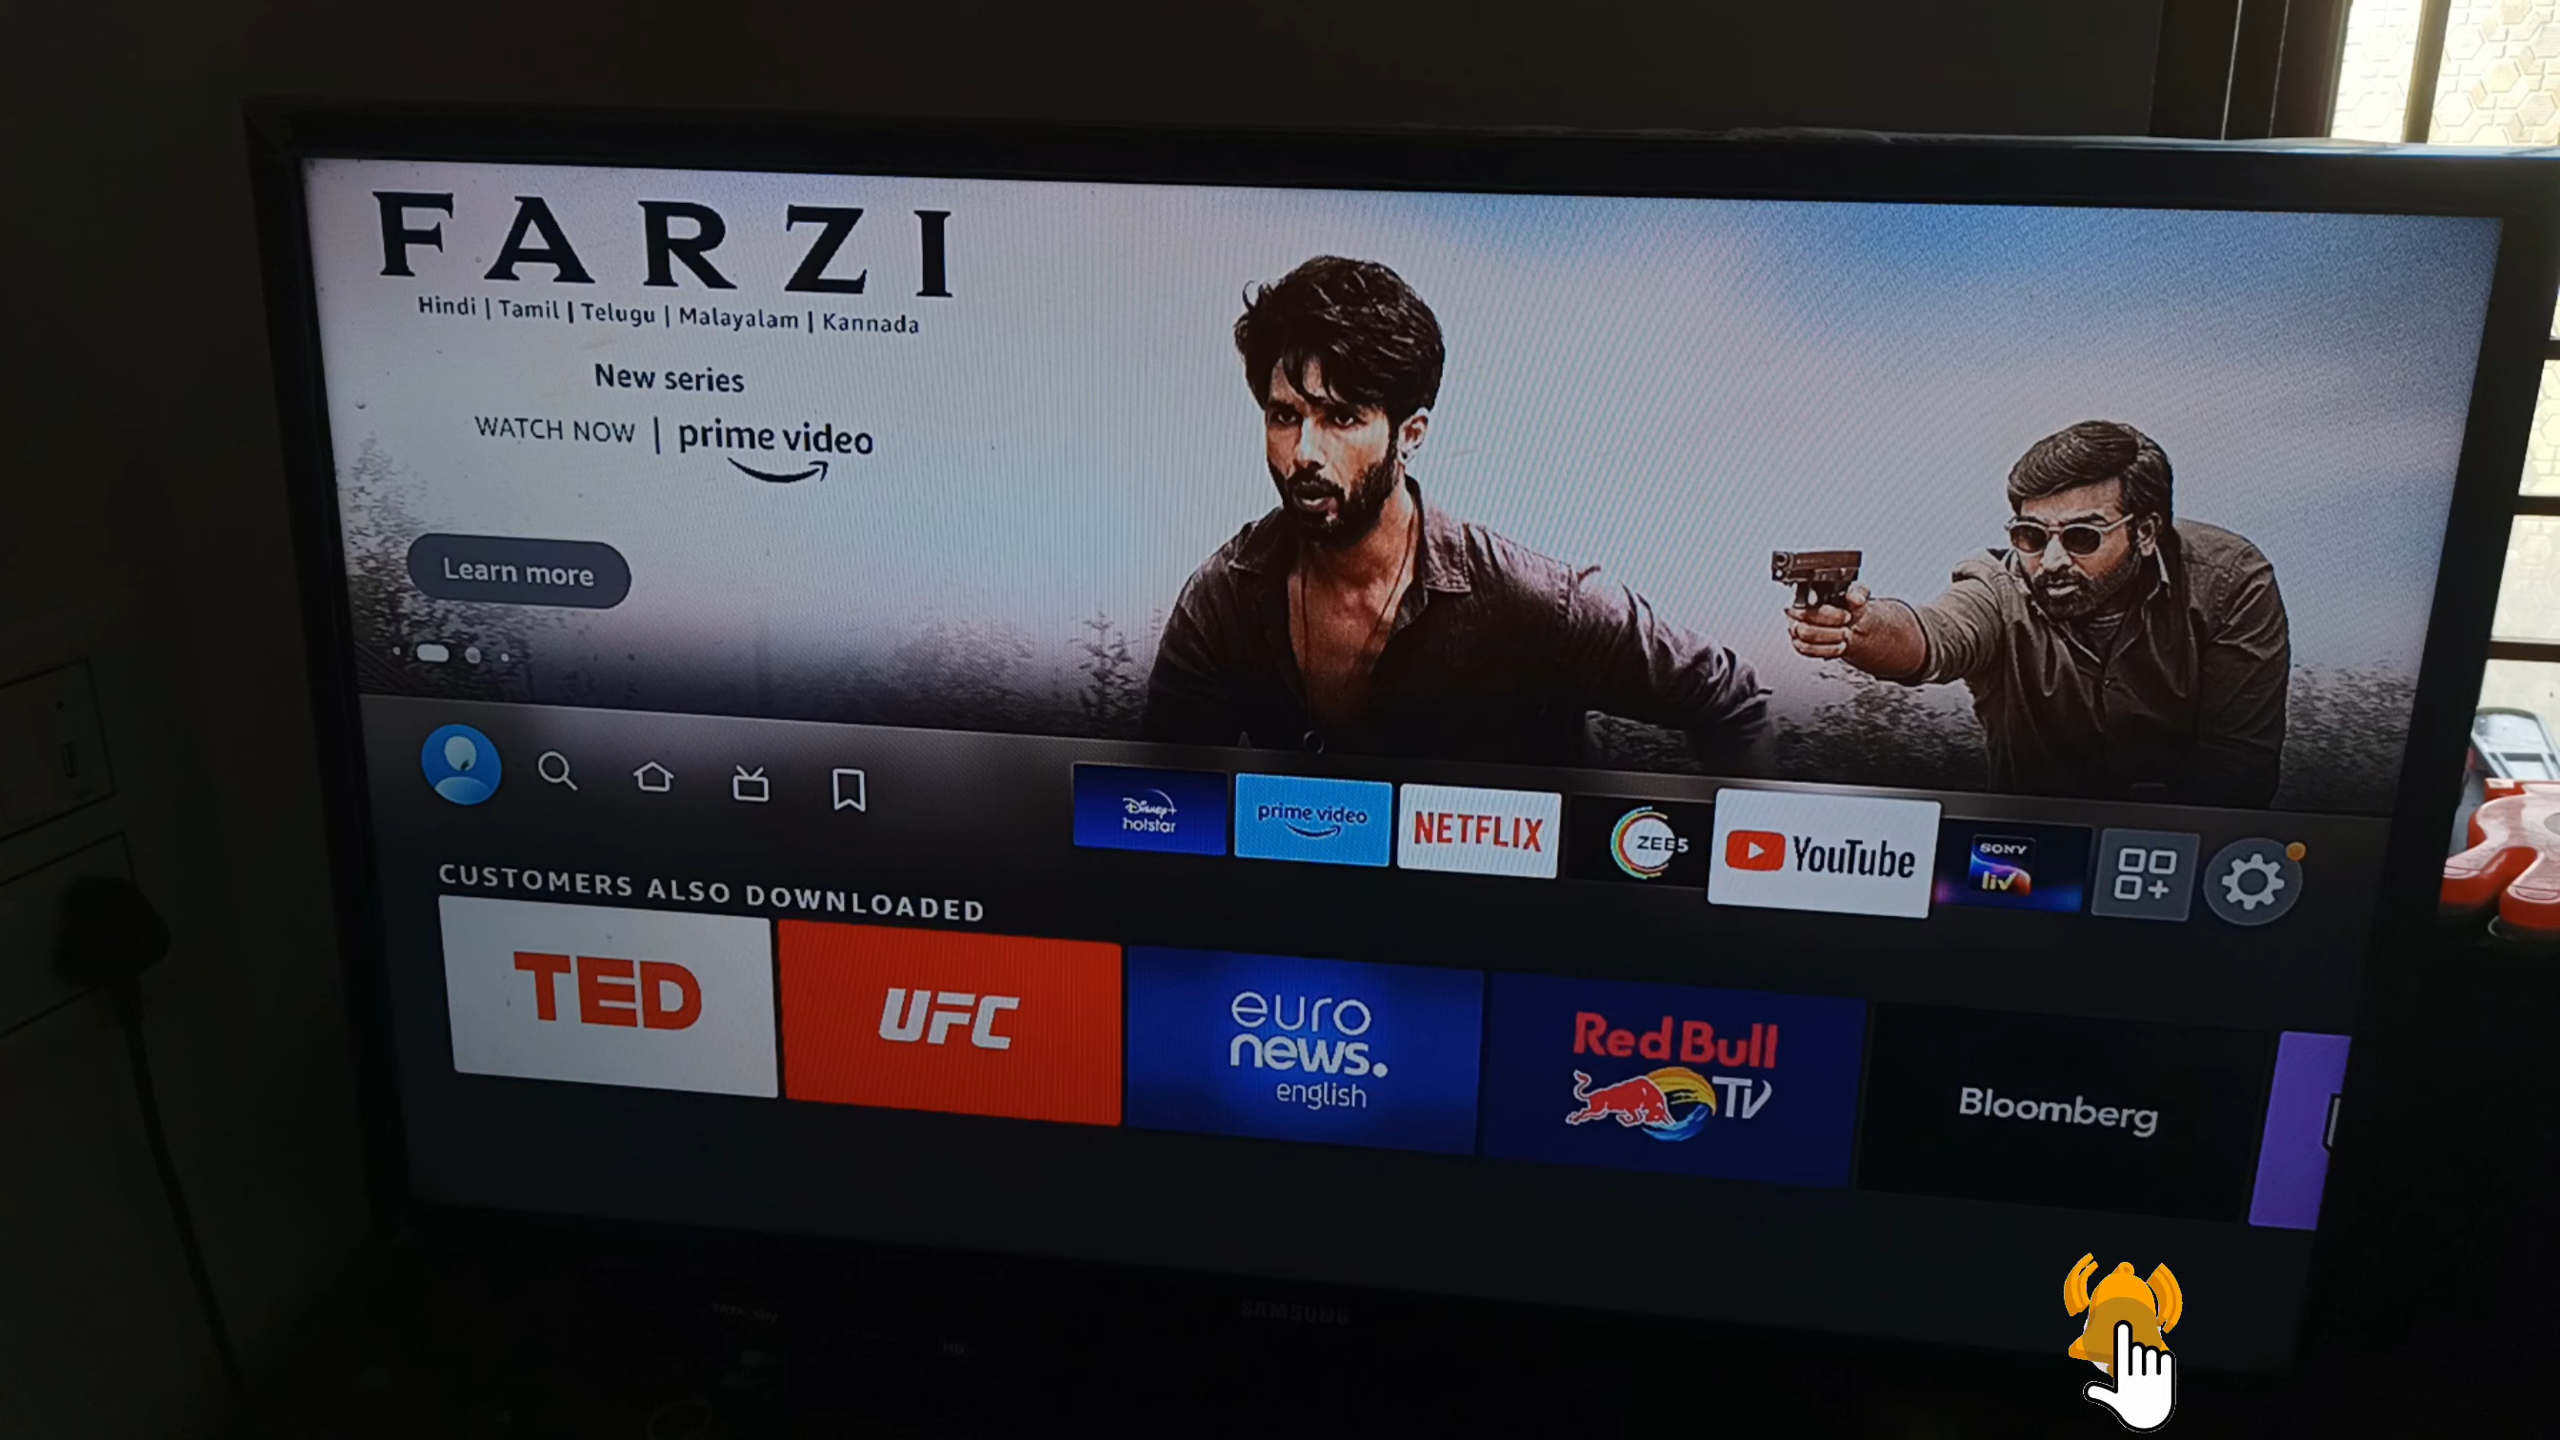 FARZI
Hindi | Tamil | Telugu | Malayalam | Kannada
New series
WATCH NOW | prime video
Learn more
Disney+ hotstar
prime video
NETFLIX
ZEE5
YouTube
SONY liv
CUSTOMERS ALSO DOWNLOADED
TED
UFC
euro
news.
english
Red Bull
TV
Bloomberg
SAMSUNG